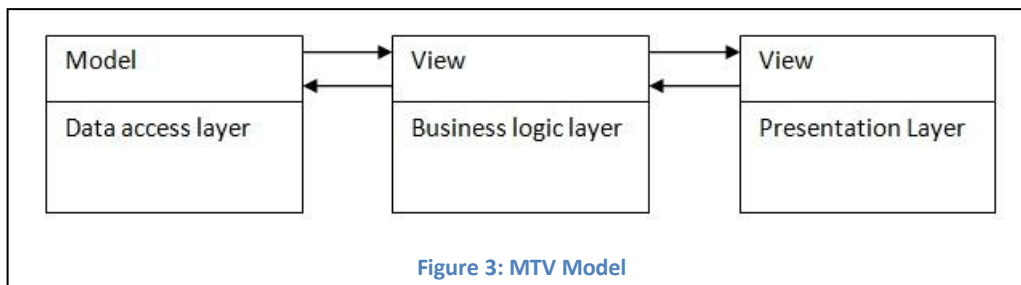 Model
View
View
Data access layer
Business logic layer
Presentation Layer
Figure 3: MTV Model